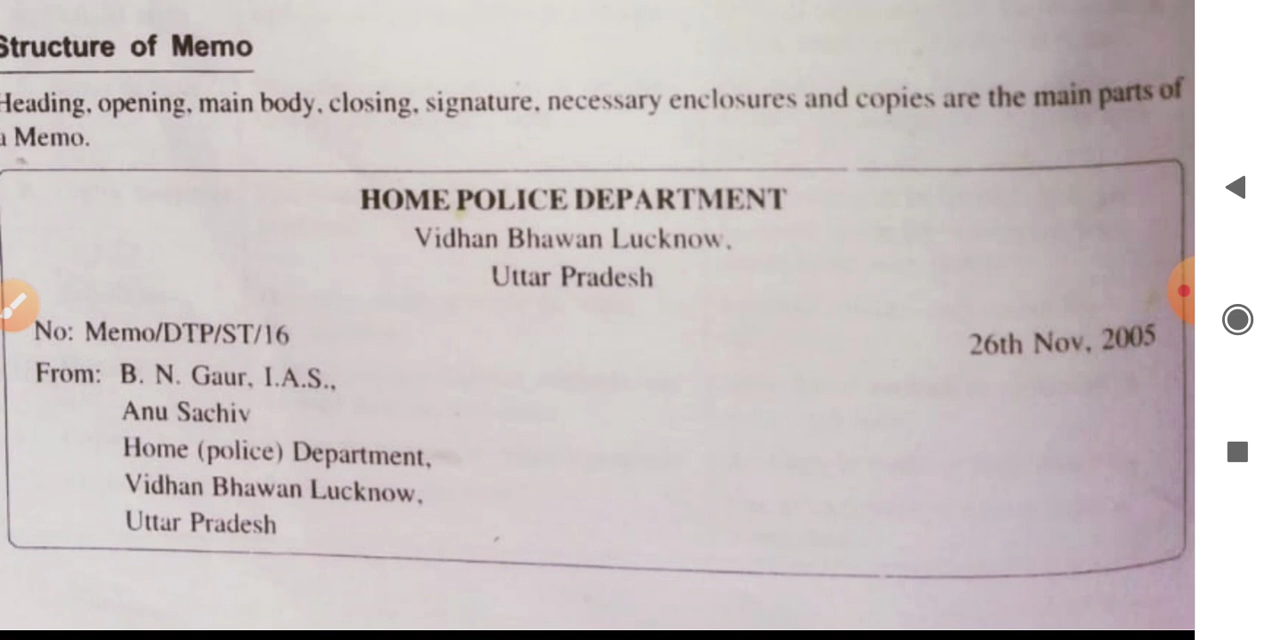 Structure of Memo
Heading, opening, main body, closing, signature, necessary enclosures and copies are the main parts of
a Memo.
HOME POLICE DEPARTMENT
Vidhan Bhawan Lucknow,
Uttar Pradesh
No: Memo/DTP/ST/16
26th Nov, 2005
From: B. N. Gaur, I.A.S.,
Anu Sachiv
Home (police) Department,
Vidhan Bhawan Lucknow,
Uttar Pradesh